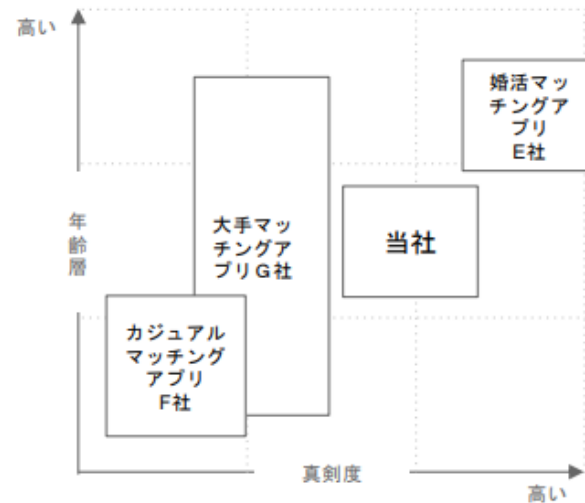 高い
婚活マッ
チングア
プリ
E社
年
齢
層
大手マッ
チングア
プリG社
当社
カジュアル
マッチング
アプリ
F社
真剣度
高い